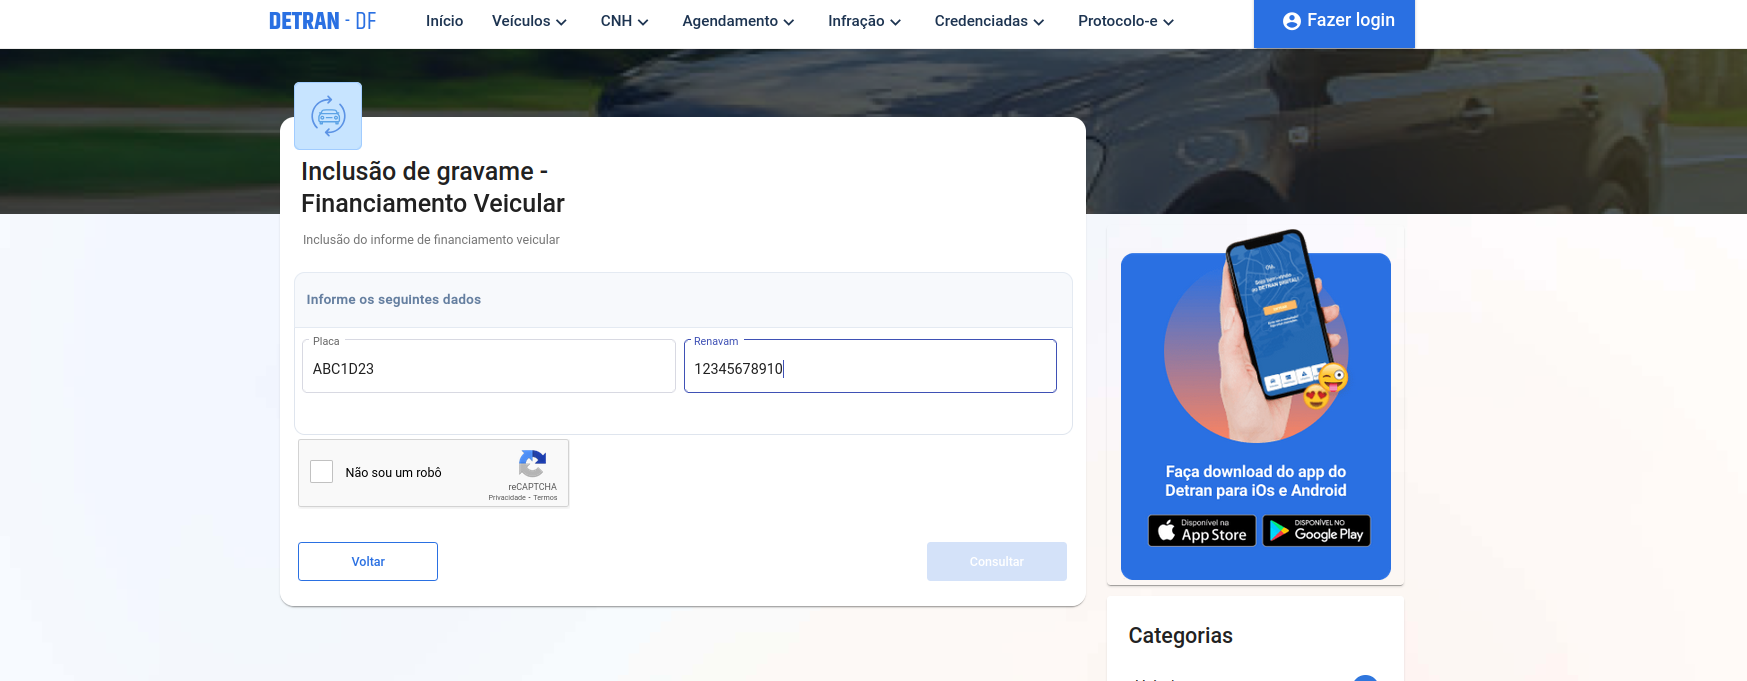 DETRAN - DF
Início
Veículos
CNH
Agendamento
Infração
Credenciadas
Protocolo-e
Fazer login
Inclusão de gravame -
Financiamento Veicular
Inclusão do informe de financiamento veicular
Informe os seguintes dados
Placa
ABC1D23
Renavam
12345678910
Não sou um robô
reCAPTCHA
Privacidade - Termos
Voltar
Consultar
Faça download do app do
Detran para iOs e Android
Disponível na
App Store
DISPONÍVEL NO
Google Play
Categorias